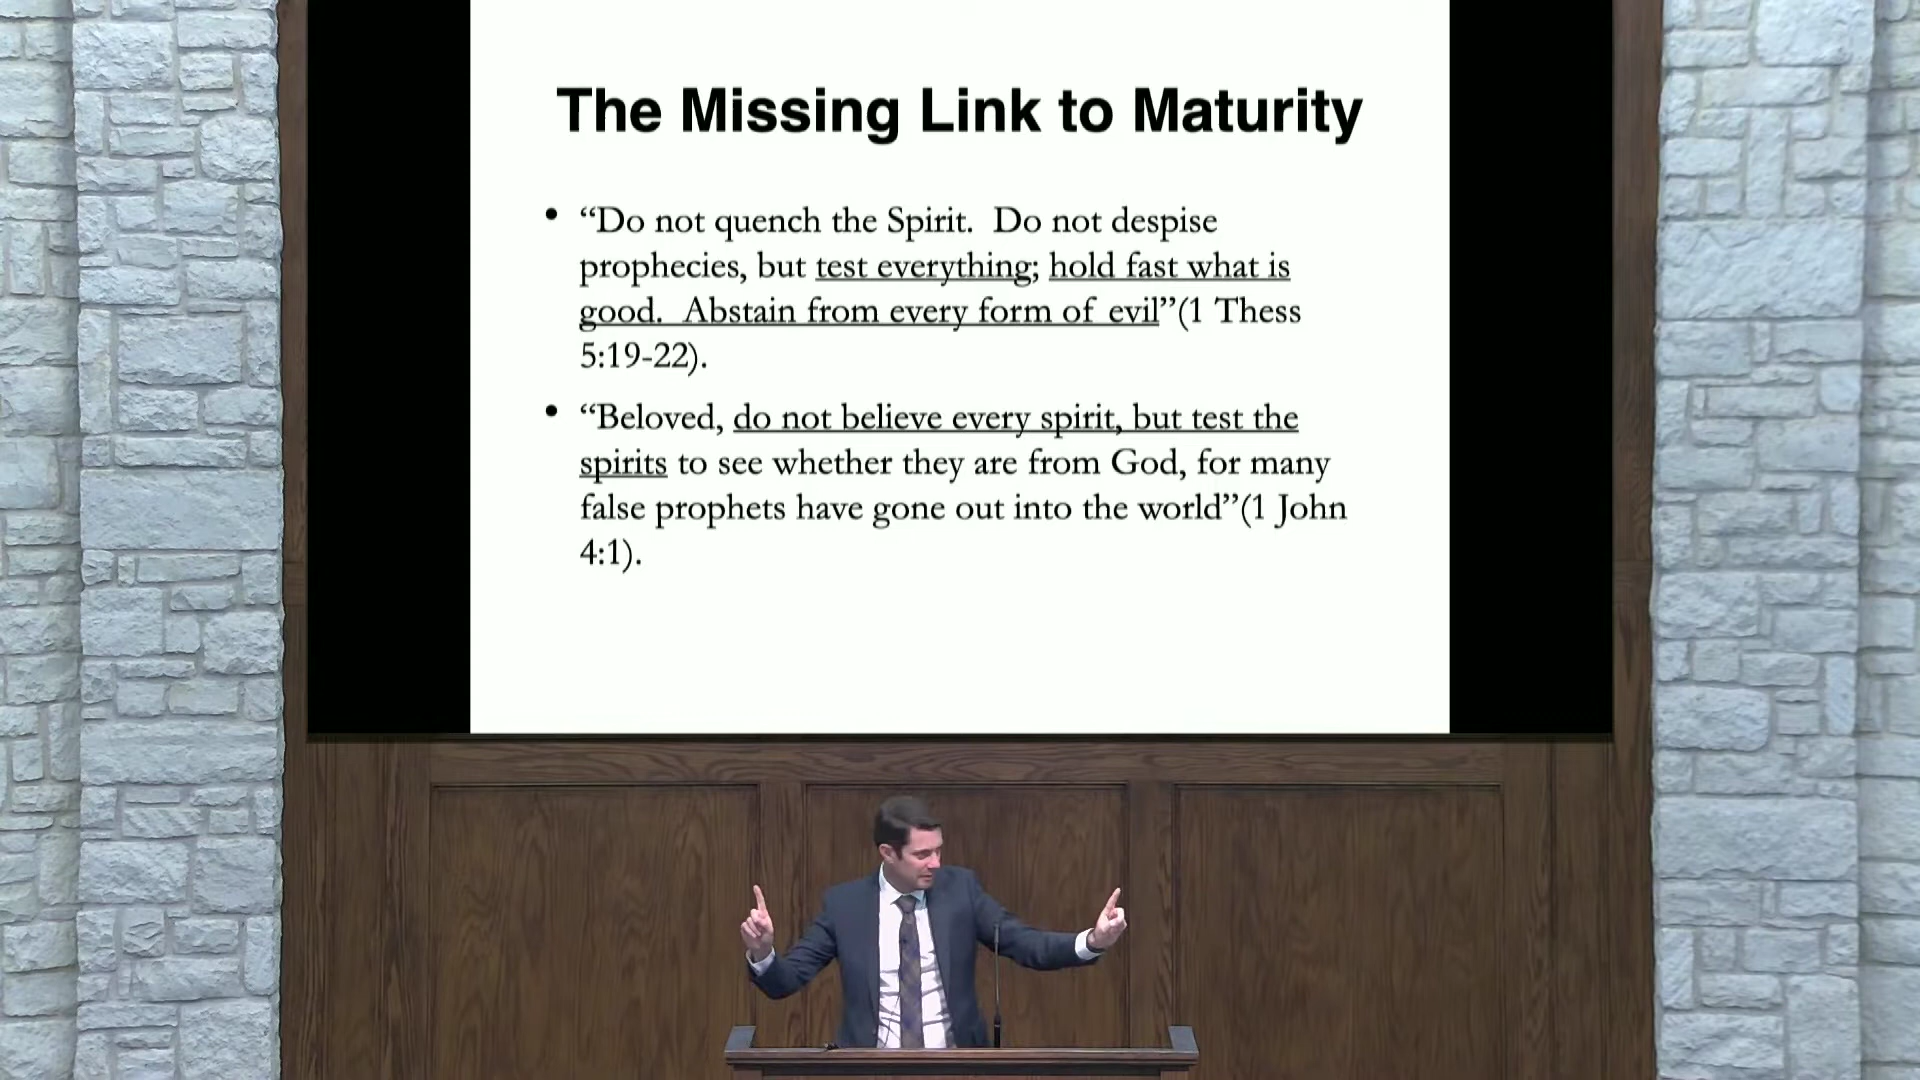 The Missing Link to Maturity
• “Do not quench the Spirit.  Do not despise
prophecies, but test everything; hold fast what is
good.  Abstain from every form of evil”(1 Thess
5:19-22).
• “Beloved, do not believe every spirit, but test the
spirits to see whether they are from God, for many
false prophets have gone out into the world”(1 John
4:1).